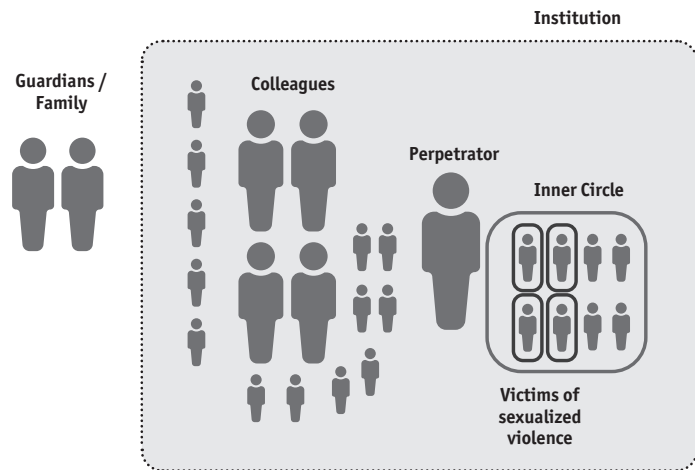 Institution
Guardians /
Family
Colleagues
Perpetrator
Inner Circle
Victims of
sexualized
violence